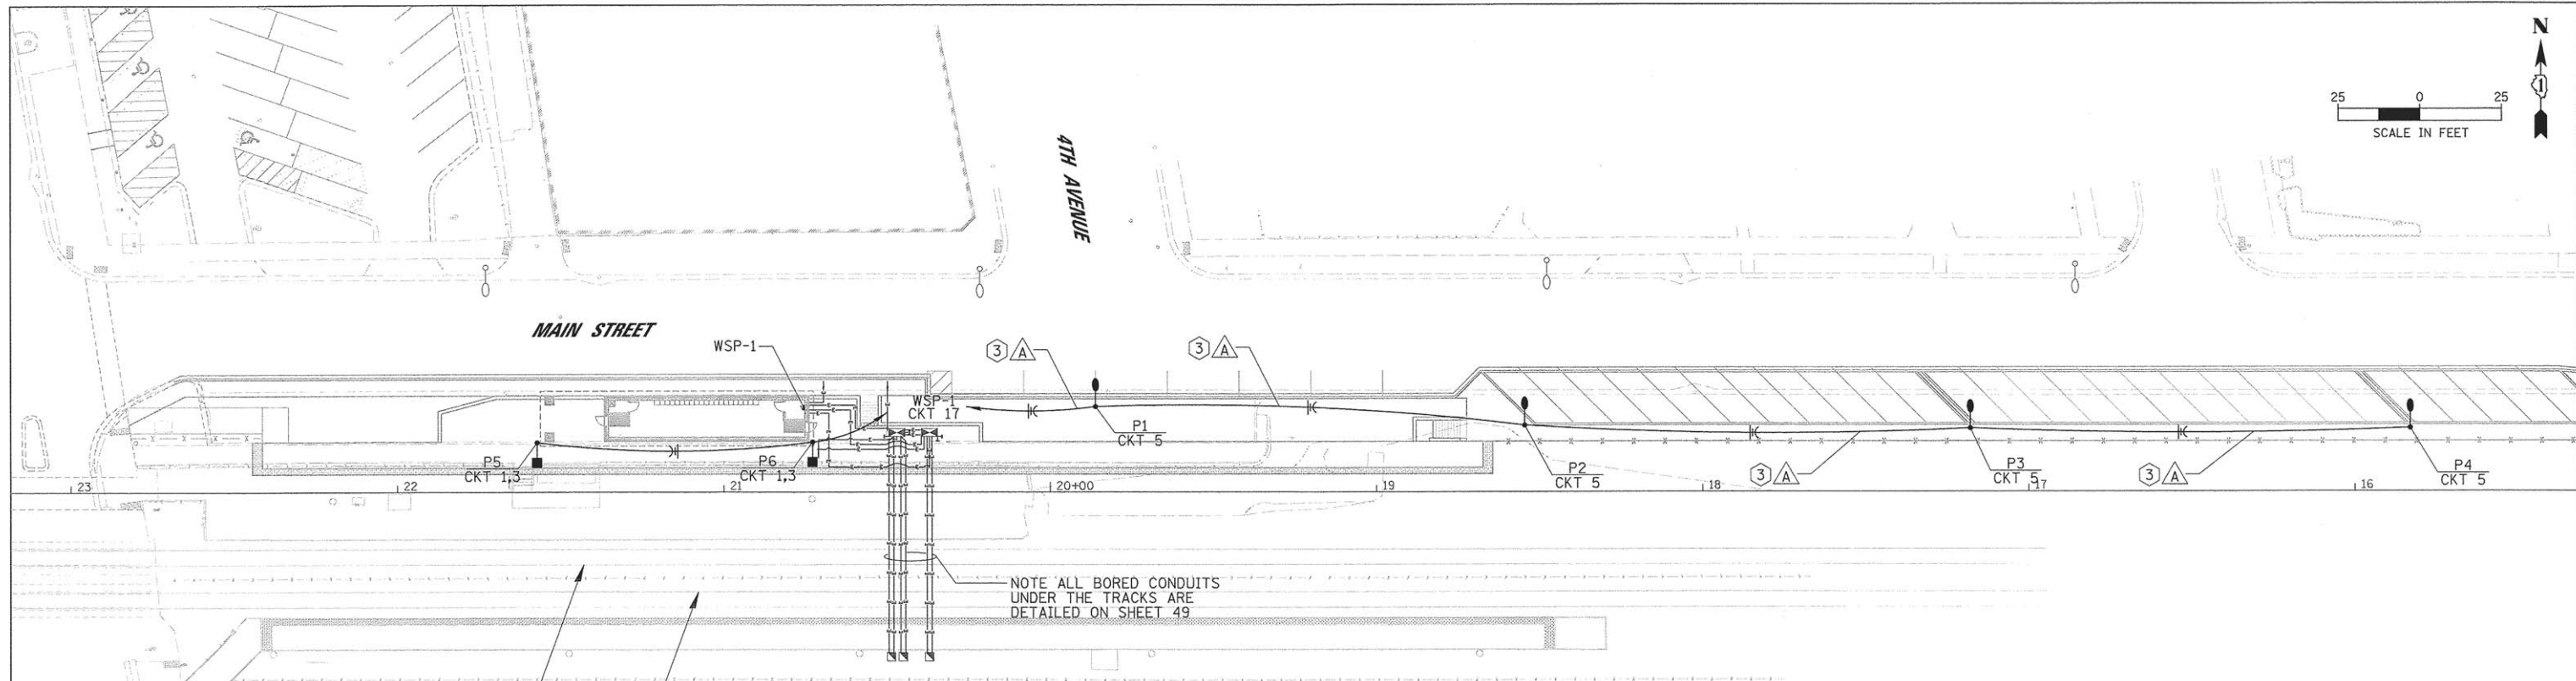 N
1
25 0 25
SCALE IN FEET
4TH AVENUE
MAIN STREET
WSP-1
3 A
3 A
WSP-1
CKT 17
P1
CKT 5
P5
CKT 1,3
P6
CKT 1,3
P2
CKT 5
3 A
P3
CKT 5
3 A
P4
CKT 5
23 22 21 20+00 19 18 17 16
NOTE ALL BORED CONDUITS
UNDER THE TRACKS ARE
DETAILED ON SHEET 49